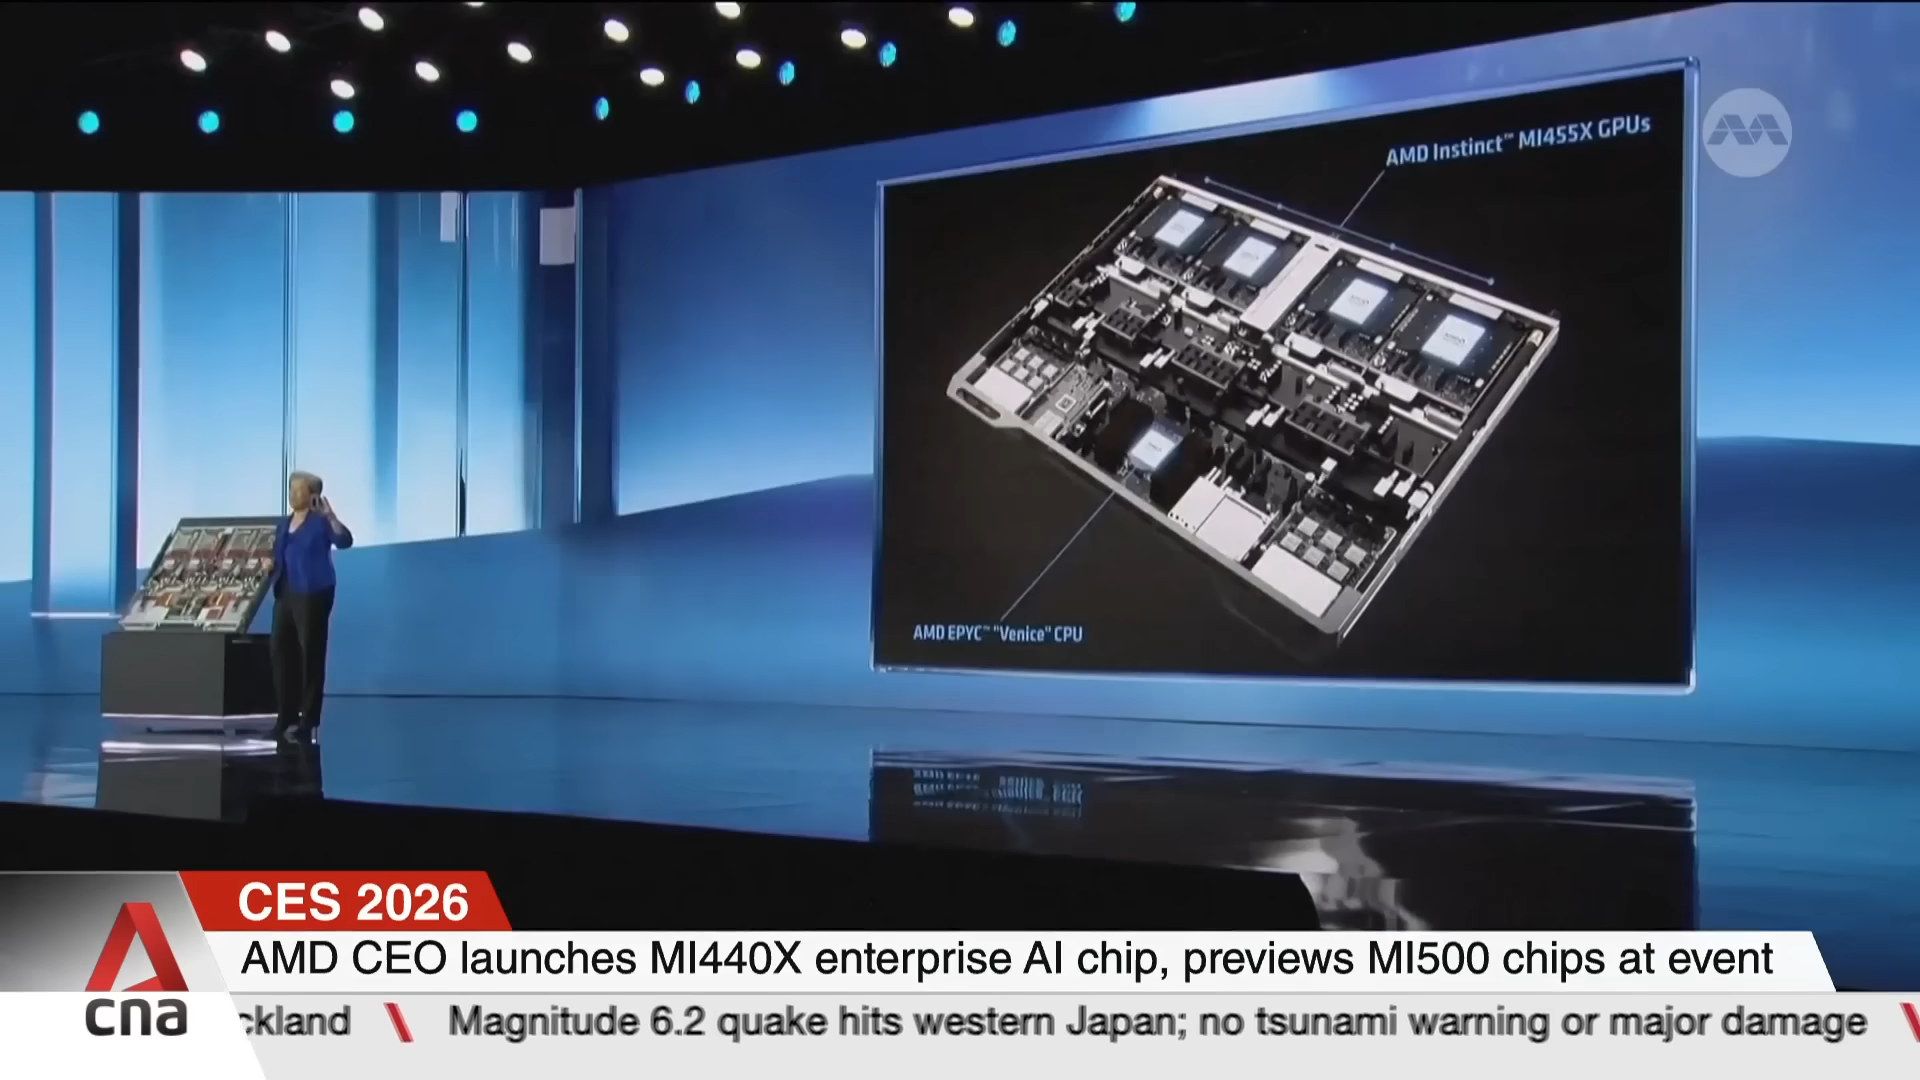 AMD Instinct™ MI455X GPUs
AMD EPYC™ "Venice" CPU
CES 2026
AMD CEO launches MI440X enterprise AI chip, previews MI500 chips at event
cna
ckland \ Magnitude 6.2 quake hits western Japan; no tsunami warning or major damage